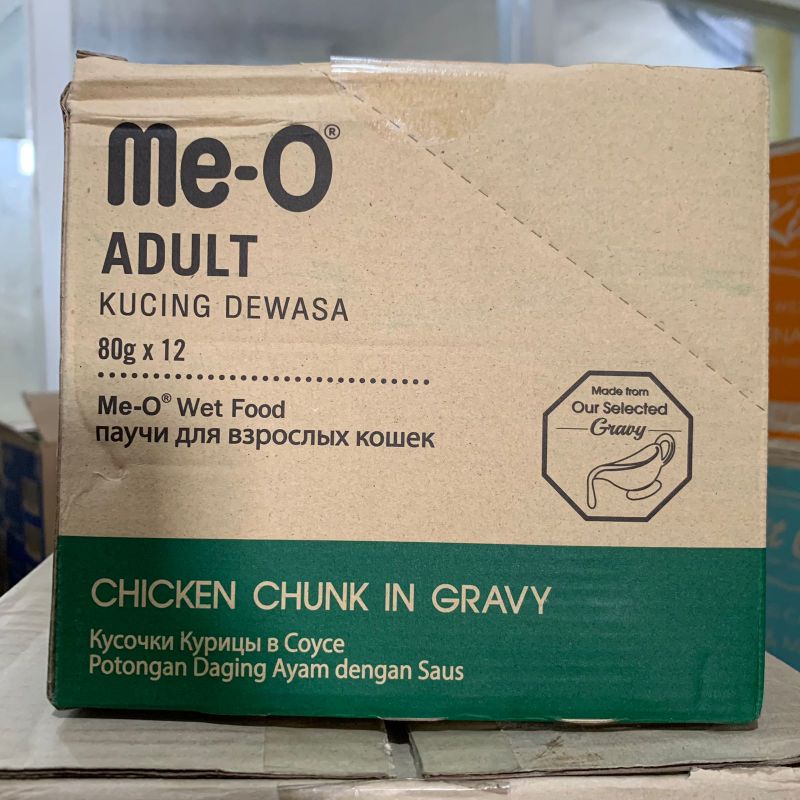 Me-O®
ADULT
KUCING DEWASA
80g x 12
Me-O® Wet Food
паучи для взрослых кошек
Made from
Our Selected
Gravy
CHICKEN CHUNK IN GRAVY
Кусочки Курицы в Соусе
Potongan Daging Ayam dengan Saus